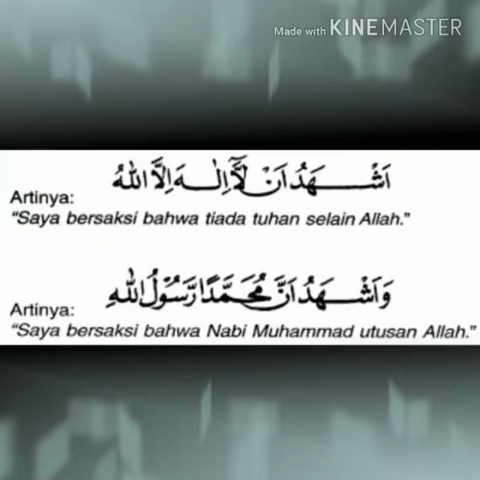 Made with KINEMASTER
اَشْهَدُ اَنْ لَّآ اِلٰهَ اِلَّا اللهُ
Artinya:
“Saya bersaksi bahwa tiada tuhan selain Allah.”
وَاَشْهَدُ اَنَّ مُحَمَّدًا رَّسُوْلُ اللهِ
Artinya:
“Saya bersaksi bahwa Nabi Muhammad utusan Allah.”